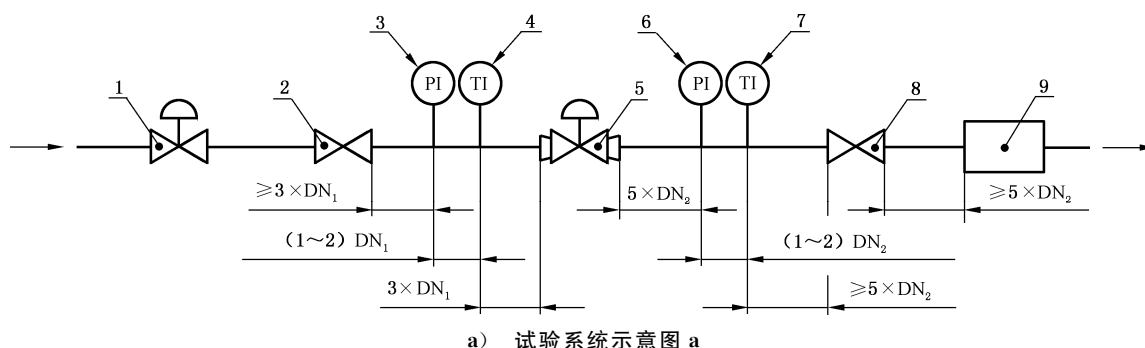 3 4 6 7
PI TI PI TI
1 2 5 8 9
≥3×DN₁ 5×DN₂ ≥5×DN₂
(1~2) DN₁ (1~2) DN₂
3×DN₁ ≥5×DN₂
a) 试验系统示意图 a